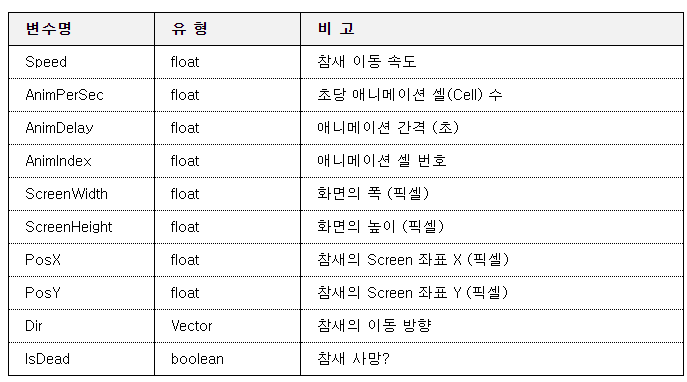 변수명 유 형 비 고
Speed float 참새 이동 속도
AnimPerSec float 초당 애니메이션 셀(Cell) 수
AnimDelay float 애니메이션 간격 (초)
AnimIndex float 애니메이션 셀 번호
ScreenWidth float 화면의 폭 (픽셀)
ScreenHeight float 화면의 높이 (픽셀)
PosX float 참새의 Screen 좌표 X (픽셀)
PosY float 참새의 Screen 좌표 Y (픽셀)
Dir Vector 참새의 이동 방향
IsDead boolean 참새 사망?